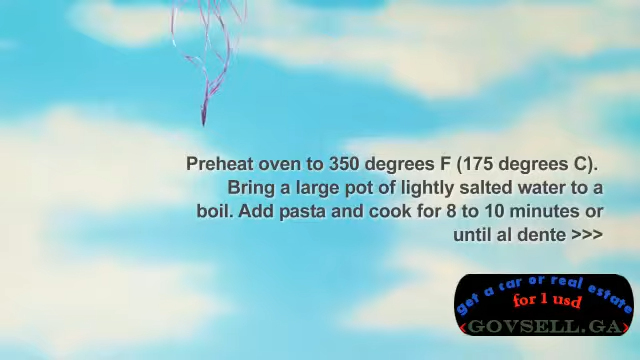 Preheat oven to 350 degrees F (175 degrees C).
Bring a large pot of lightly salted water to a
boil. Add pasta and cook for 8 to 10 minutes or
until al dente >>>
get a car or real estate
for 1 usd
<GOVSELL.GA>